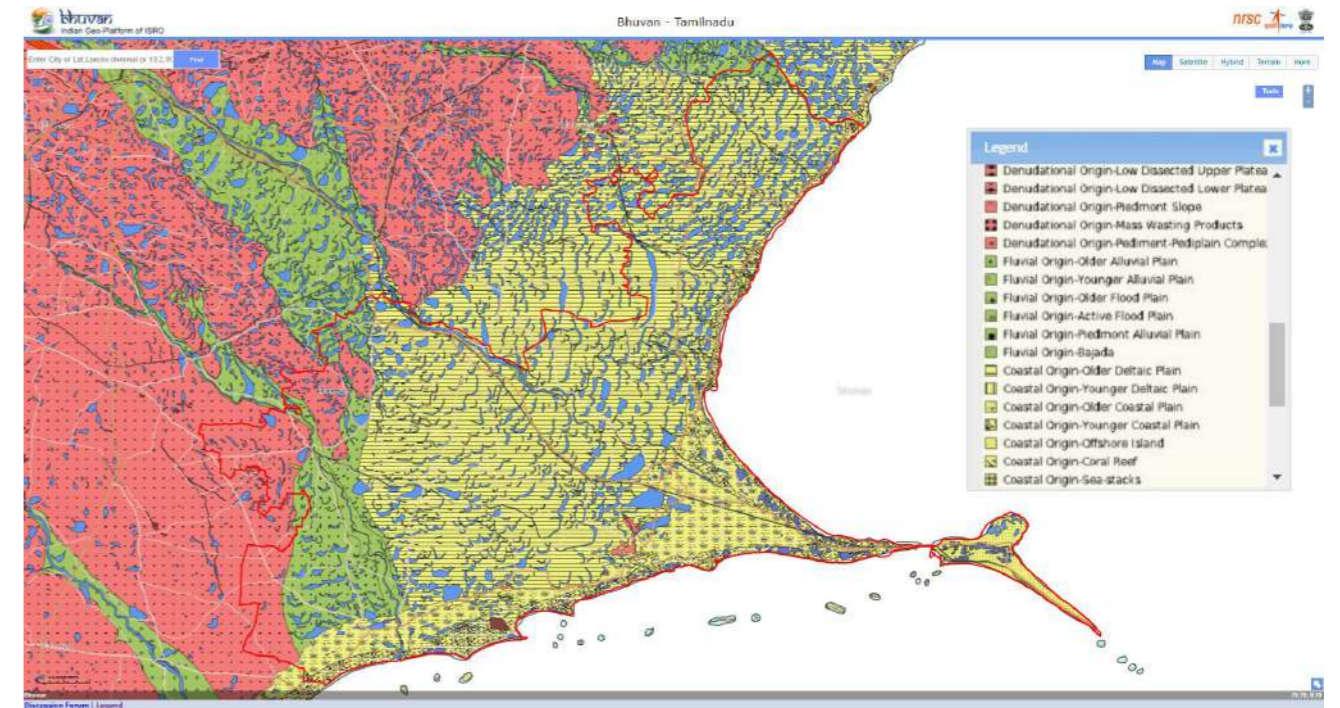 bhuvan
Indian Geo-Platform of ISRO
Bhuvan - Tamilnadu
nrsc
Enter City or
Map Satellite Hybrid Terrain more
Tools
Legend
Denudational Origin-Low Dissected Upper Platea
Denudational Origin-Low Dissected Lower Platea
Denudational Origin-Piedmont Slope
Denudational Origin-Mass Wasting Products
Denudational Origin-Pediment-Pediplain Comple
Fluvial Origin-Older Alluvial Plain
Fluvial Origin-Younger Alluvial Plain
Fluvial Origin-Older Flood Plain
Fluvial Origin-Active Flood Plain
Fluvial Origin-Piedmont Alluvial Plain
Fluvial Origin-Bajada
Coastal Origin-Older Deltaic Plain
Coastal Origin-Younger Deltaic Plain
Coastal Origin-Older Coastal Plain
Coastal Origin-Younger Coastal Plain
Coastal Origin-Offshore Island
Coastal Origin-Coral Reef
Coastal Origin-Sea-stacks
Discussion Forum | Legend